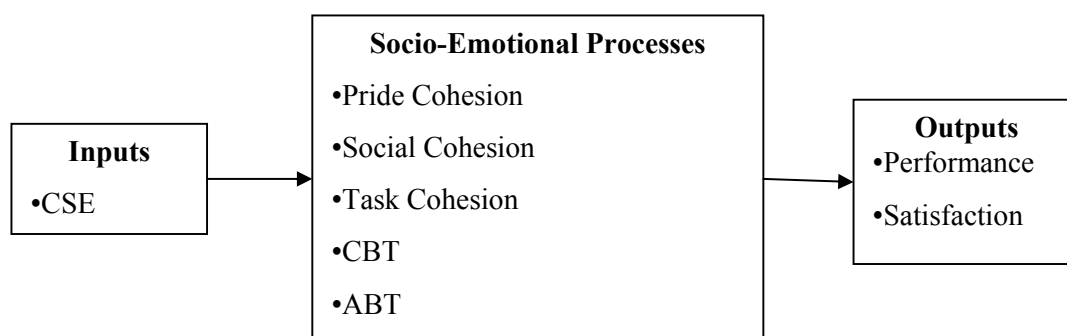 Inputs
•CSE
Socio-Emotional Processes
•Pride Cohesion
•Social Cohesion
•Task Cohesion
•CBT
•ABT
Outputs
•Performance
•Satisfaction